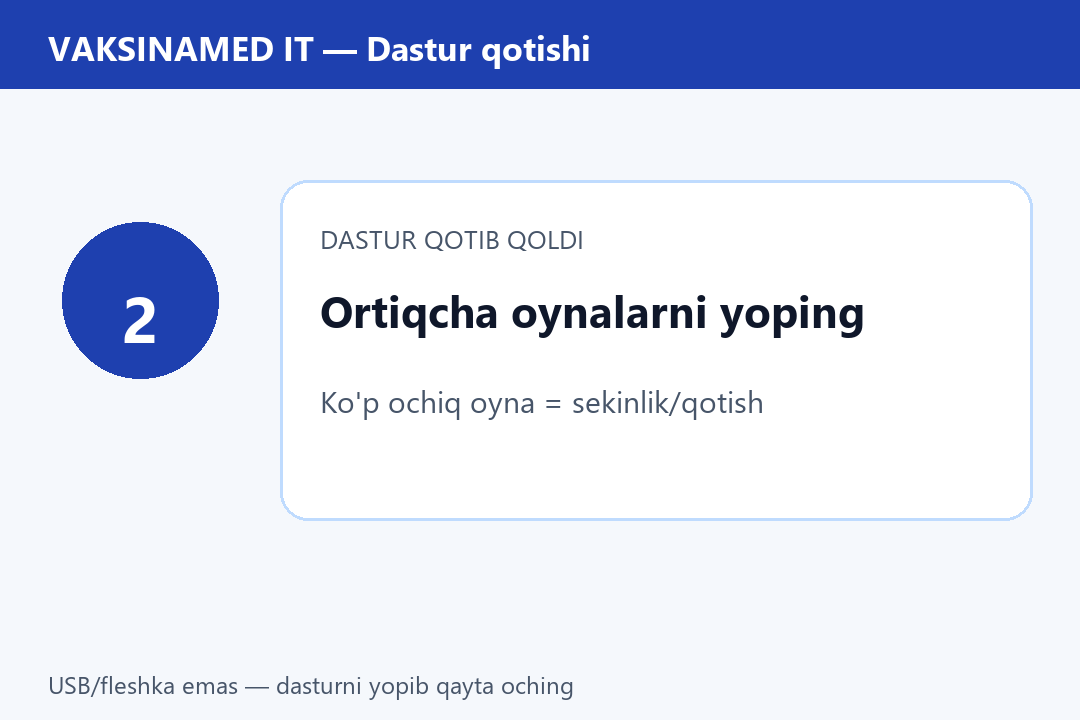 VAKSINAMED IT — Dastur qotishi
2
DASTUR QOTIB QOLDI
Ortiqcha oynalarni yoping
Ko'p ochiq oyna = sekinlik/qotish
USB/fleshka emas — dasturni yopib qayta oching